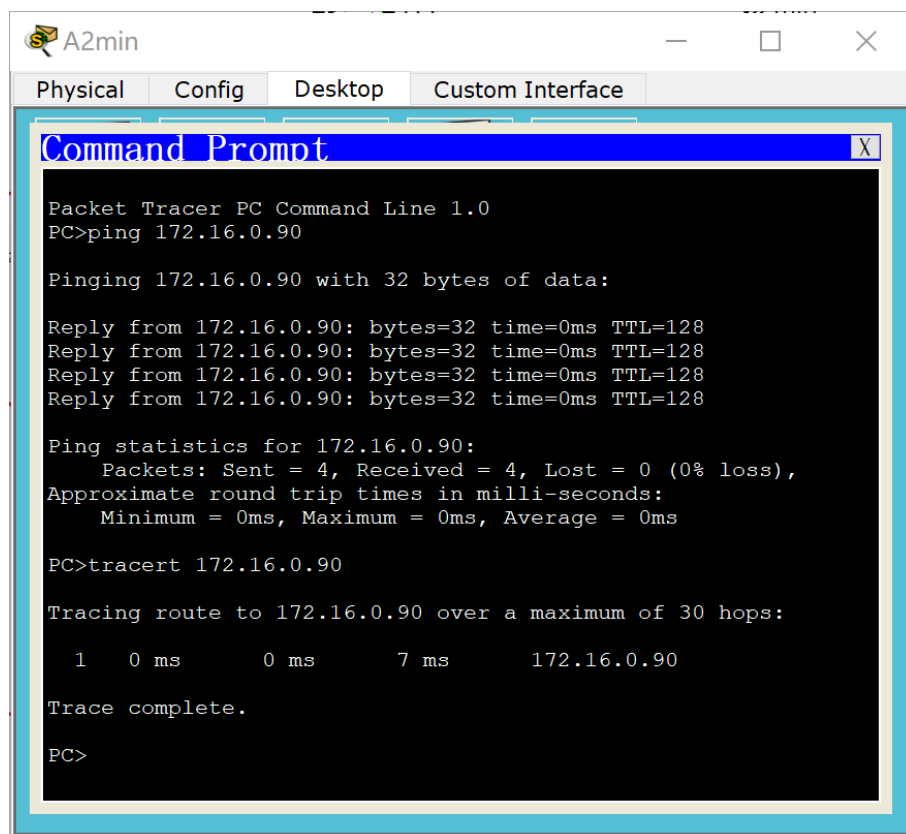 A2min
Physical Config Desktop Custom Interface
Command Prompt X
Packet Tracer PC Command Line 1.0
PC>ping 172.16.0.90
Pinging 172.16.0.90 with 32 bytes of data:
Reply from 172.16.0.90: bytes=32 time=0ms TTL=128
Reply from 172.16.0.90: bytes=32 time=0ms TTL=128
Reply from 172.16.0.90: bytes=32 time=0ms TTL=128
Reply from 172.16.0.90: bytes=32 time=0ms TTL=128
Ping statistics for 172.16.0.90:
Packets: Sent = 4, Received = 4, Lost = 0 (0% loss),
Approximate round trip times in milli-seconds:
Minimum = 0ms, Maximum = 0ms, Average = 0ms
PC>tracert 172.16.0.90
Tracing route to 172.16.0.90 over a maximum of 30 hops:
1 0 ms 0 ms 7 ms 172.16.0.90
Trace complete.
PC>